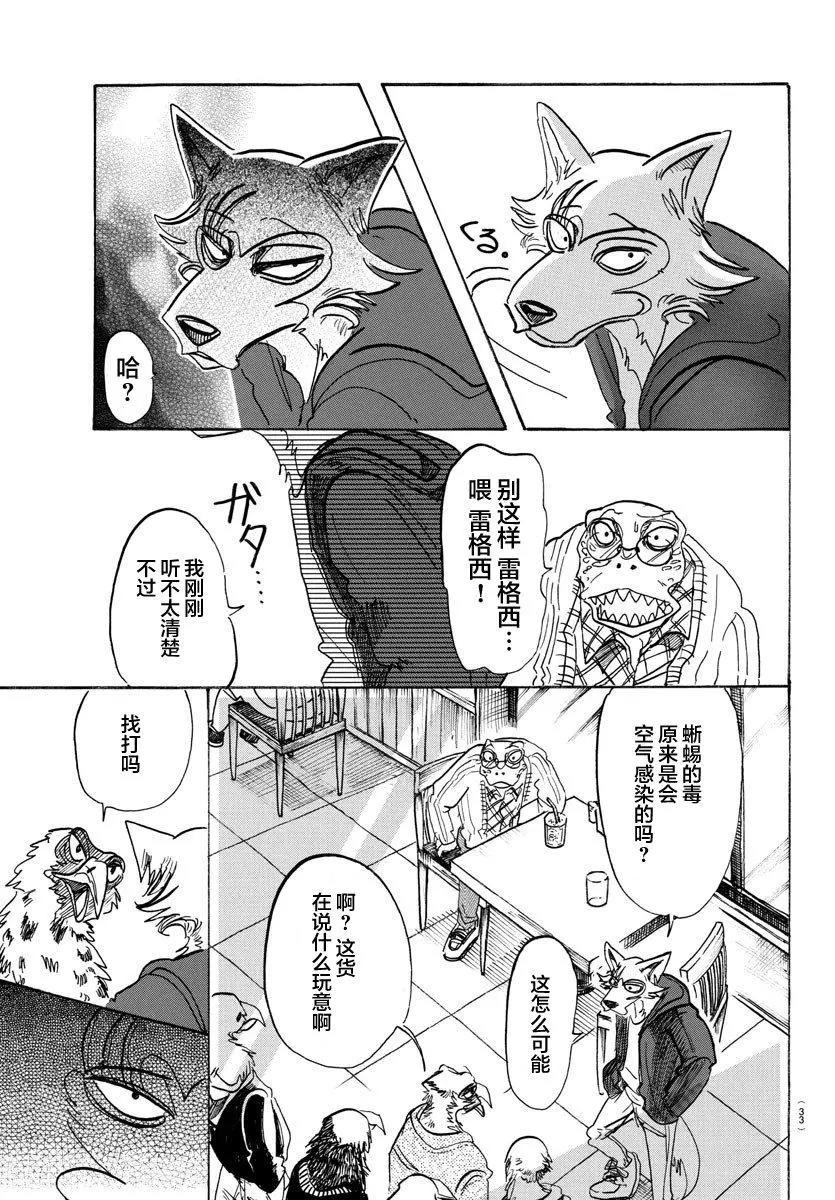 くる。
哈?
别这样 雷格西…
喂 雷格西!
ガタ……
我刚刚
听不太清楚
不过
蜥蜴的毒
原来是会
空气感染的吗?
这怎么可能
啊? 这货
在说什么玩意啊
找打吗
(33)